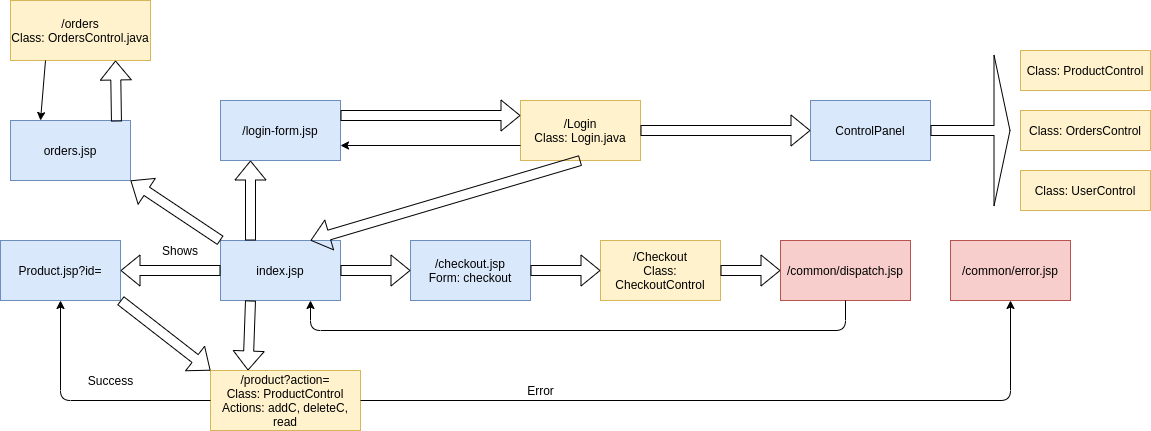 /orders
Class: OrdersControl.java
orders.jsp
/login-form.jsp
/Login
Class: Login.java
ControlPanel
Class: ProductControl
Class: OrdersControl
Class: UserControl
Shows
Product.jsp?id=
index.jsp
/checkout.jsp
Form: checkout
/Checkout
Class:
CheckoutControl
/common/dispatch.jsp
/common/error.jsp
Success
/product?action=
Class: ProductControl
Actions: addC, deleteC,
read
Error